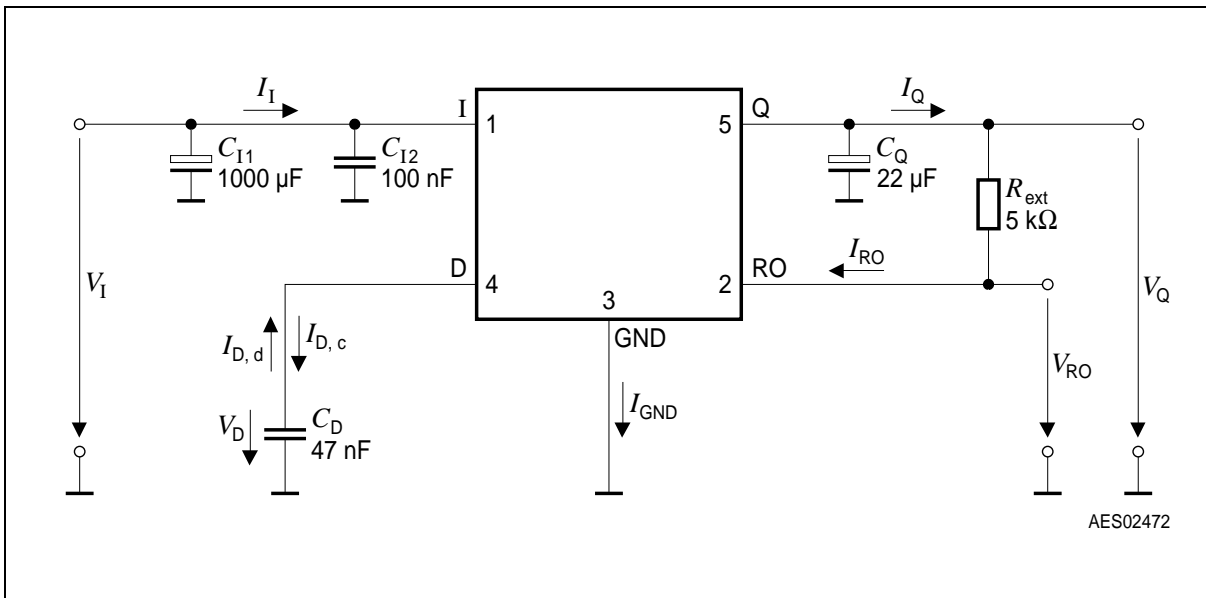 I_I
I_Q
I
1
5
Q
C_I1
1000 µF
C_I2
100 nF
C_Q
22 µF
R_ext
5 kΩ
I_RO
D
4
3
2
RO
V_I
V_Q
GND
I_D, d
I_D, c
V_RO
I_GND
V_D
C_D
47 nF
AES02472